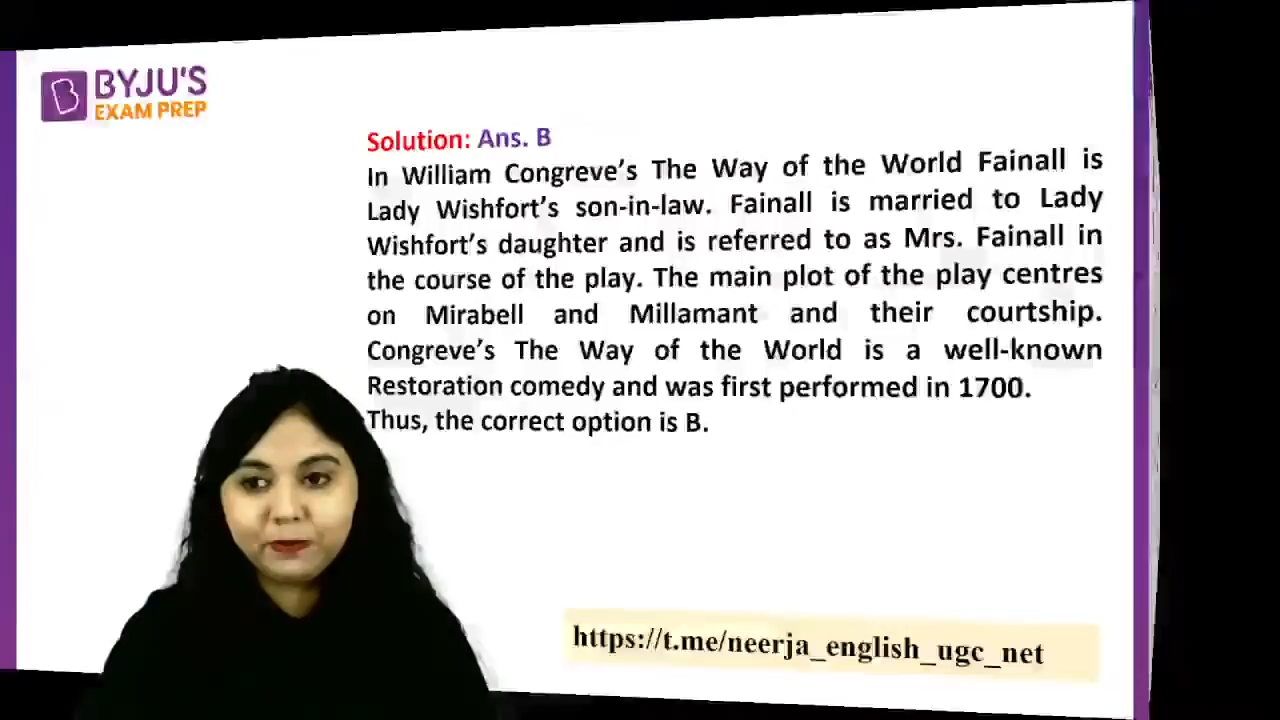 BYJU'S
EXAM PREP
Solution: Ans. B
In William Congreve's The Way of the World Fainall is
Lady Wishfort's son-in-law. Fainall is married to Lady
Wishfort's daughter and is referred to as Mrs. Fainall in
the course of the play. The main plot of the play centres
on Mirabell and Millamant and their courtship.
Congreve's The Way of the World is a well-known
Restoration comedy and was first performed in 1700.
Thus, the correct option is B.
https://t.me/neerja_english_ugc_net